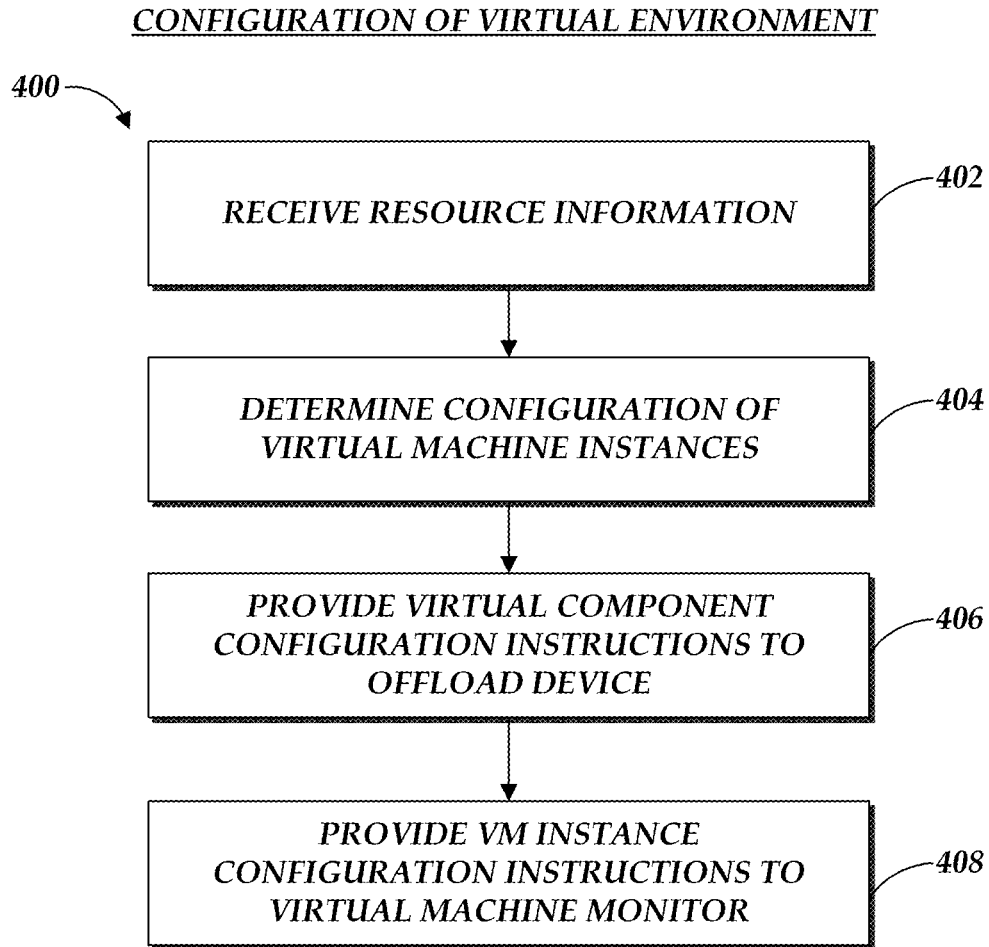 CONFIGURATION OF VIRTUAL ENVIRONMENT
400
RECEIVE RESOURCE INFORMATION
402
DETERMINE CONFIGURATION OF
VIRTUAL MACHINE INSTANCES
404
PROVIDE VIRTUAL COMPONENT
CONFIGURATION INSTRUCTIONS TO
OFFLOAD DEVICE
406
PROVIDE VM INSTANCE
CONFIGURATION INSTRUCTIONS TO
VIRTUAL MACHINE MONITOR
408